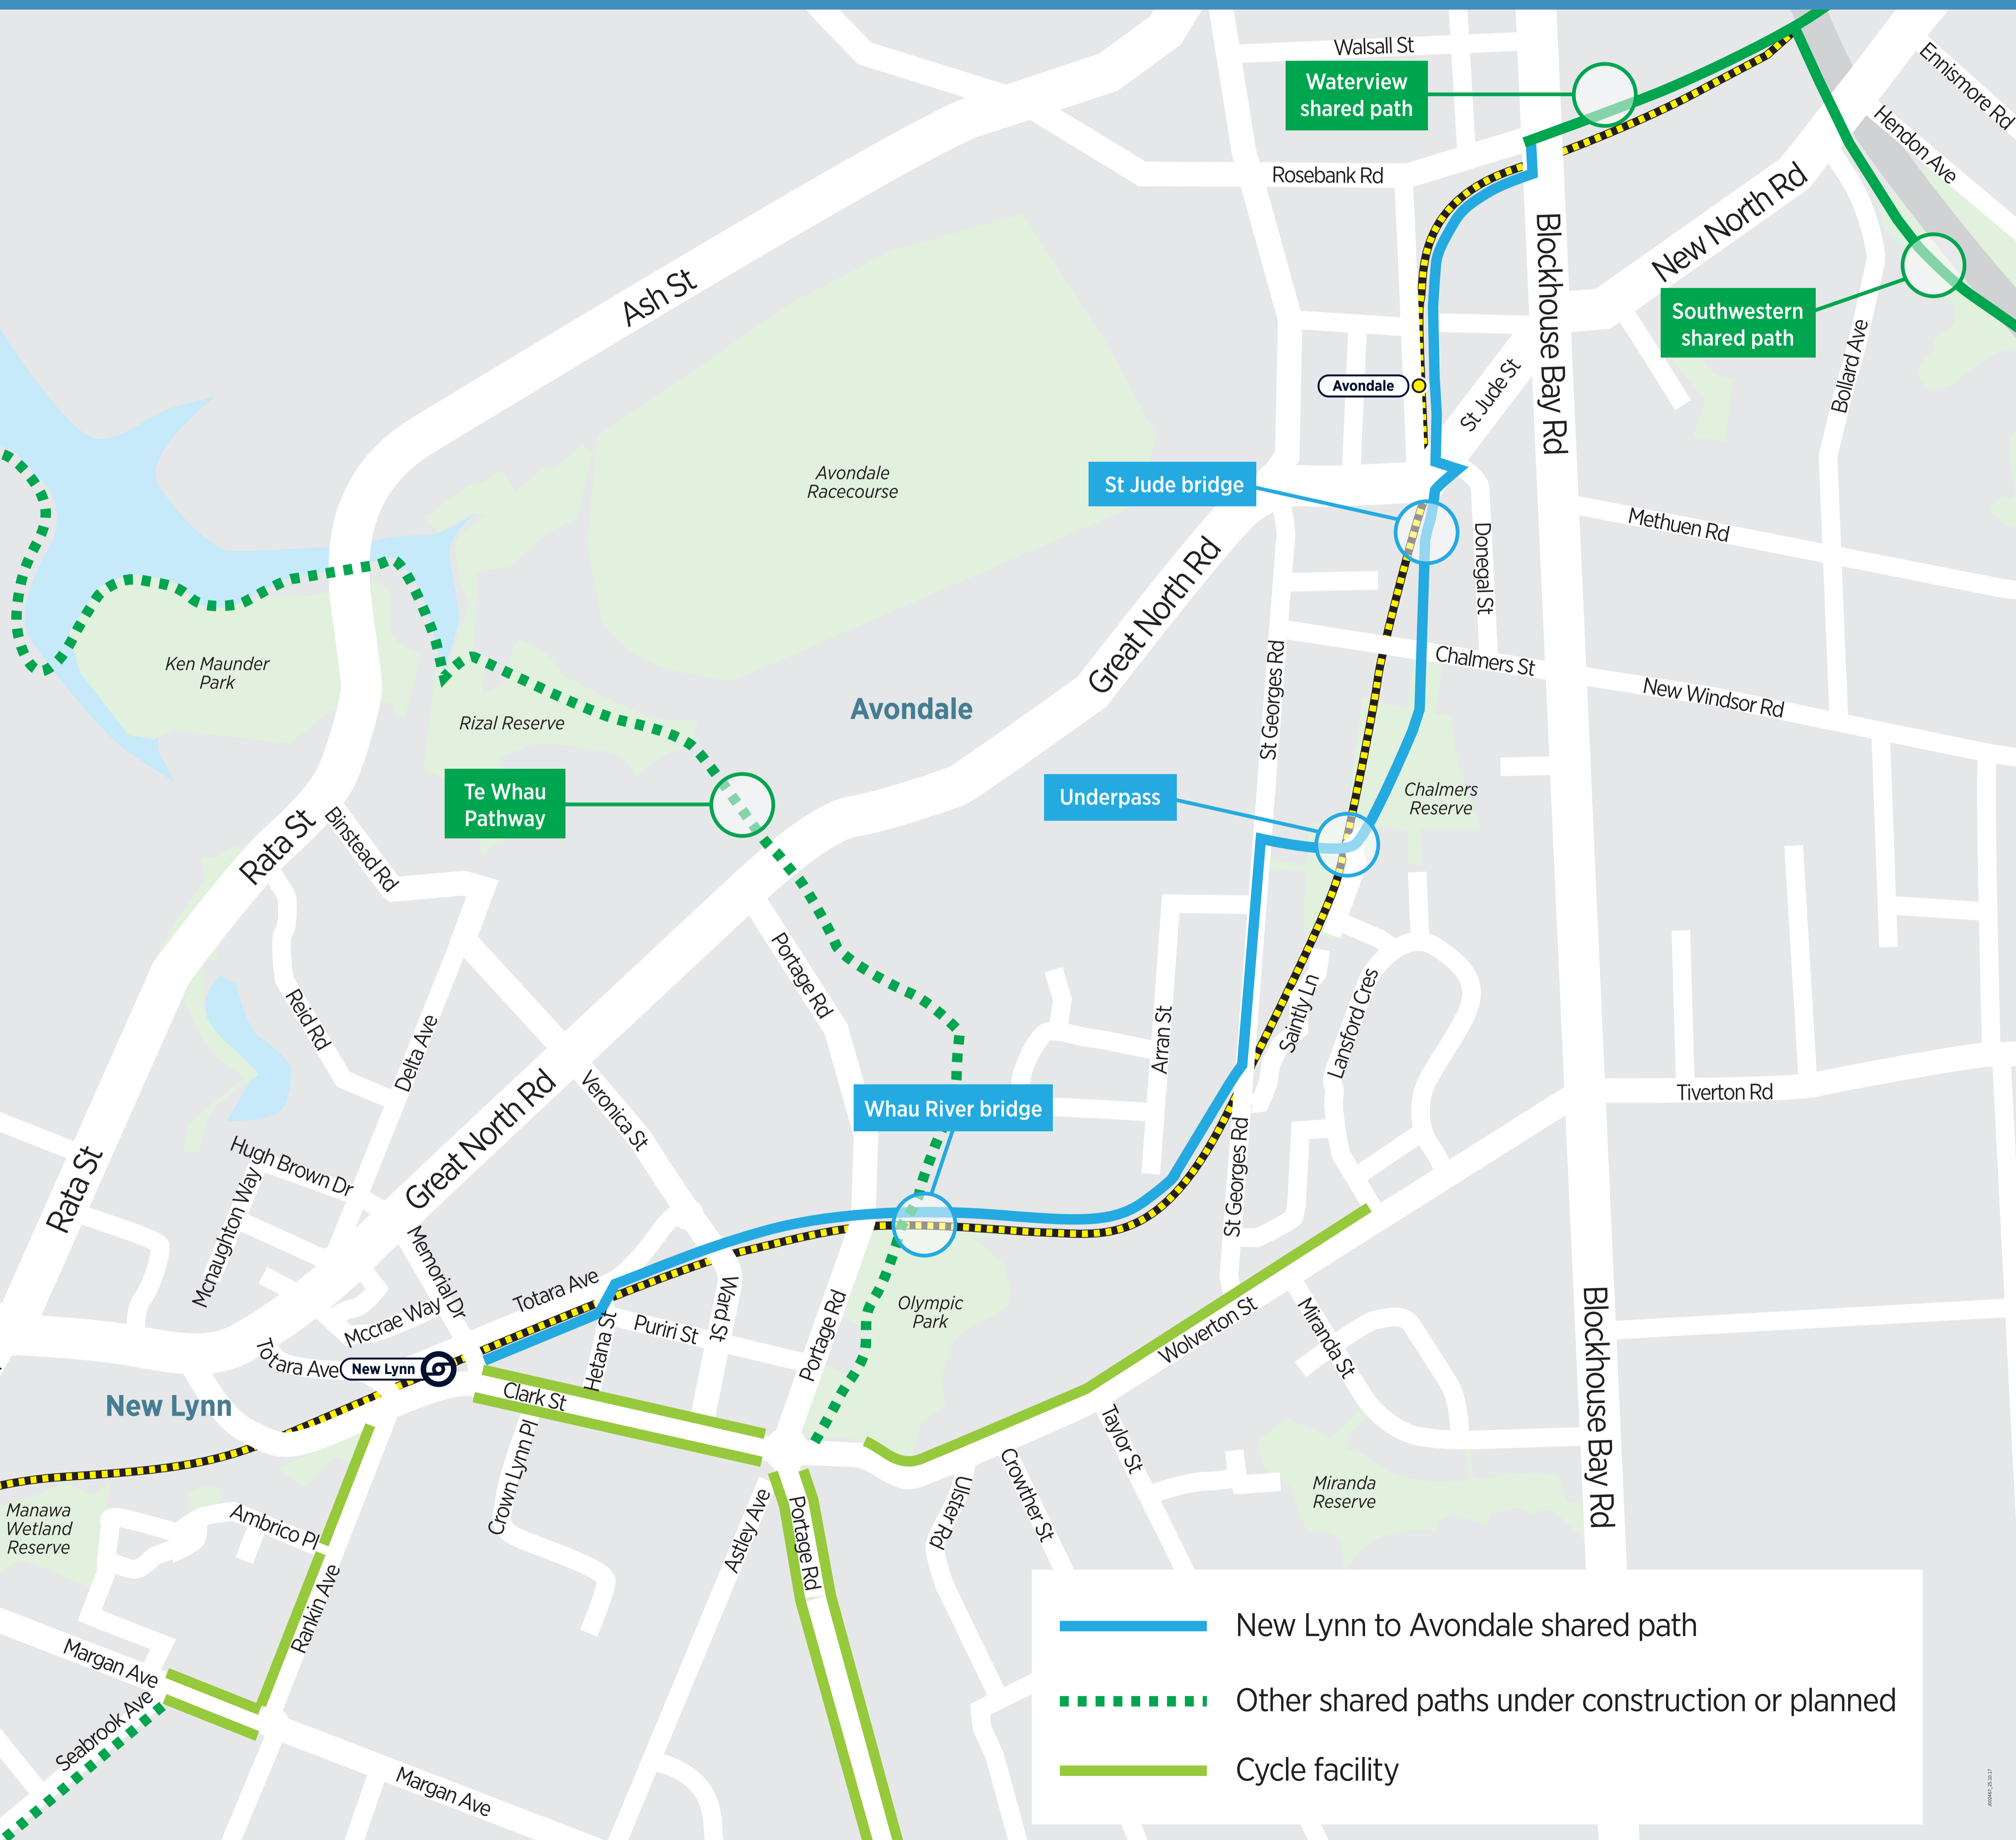 Walsall St
Waterview
shared path
Ennismore Rd
Hendon Ave
Rosebank Rd
New North Rd
Blockhouse Bay Rd
Ash St
Southwestern
shared path
Bollard Ave
Avondale
St Jude St
Avondale
Racecourse
St Jude bridge
Methuen Rd
Donegal St
Great North Rd
Ken Maunder
Park
Rizal Reserve
Avondale
St Georges Rd
Chalmers St
New Windsor Rd
Te Whau
Pathway
Underpass
Chalmers
Reserve
Rata St
Binstead Rd
Portage Rd
Reid Rd
Delta Ave
Arran St
Saintly Ln
Lansford Cres
Tiverton Rd
Great North Rd
Veronica St
Whau River bridge
Rata St
Hugh Brown Dr
Mcnaughton Way
Memorial Dr
St Georges Rd
Totara Ave
Mccrae Way
Totara Ave
New Lynn
Hetana St
Puriri St
Ward St
Portage Rd
Olympic
Park
Wolverton St
Miranda St
Blockhouse Bay Rd
New Lynn
Clark St
Crown Lynn Pl
Taylor St
Crowther St
Ulster Rd
Miranda
Reserve
Manawa
Wetland
Reserve
Ambrico Pl
Rankin Ave
Astley Ave
Portage Rd
Margan Ave
Seabrook Ave
Margan Ave
New Lynn to Avondale shared path
Other shared paths under construction or planned
Cycle facility